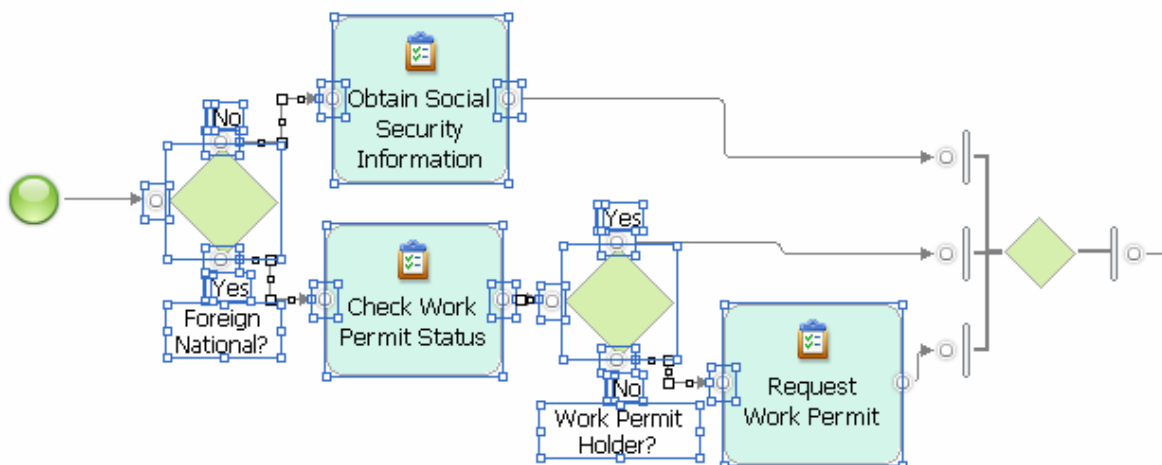 No
Obtain Social
Security
Information
Yes
Foreign
National?
Check Work
Permit Status
Yes
No
Work Permit
Holder?
Request
Work Permit